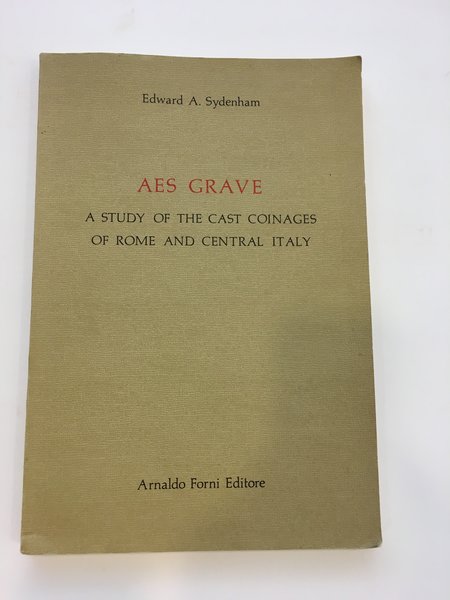 Edward A. Sydenham
AES GRAVE
A STUDY OF THE CAST COINAGES
OF ROME AND CENTRAL ITALY
Arnaldo Forni Editore